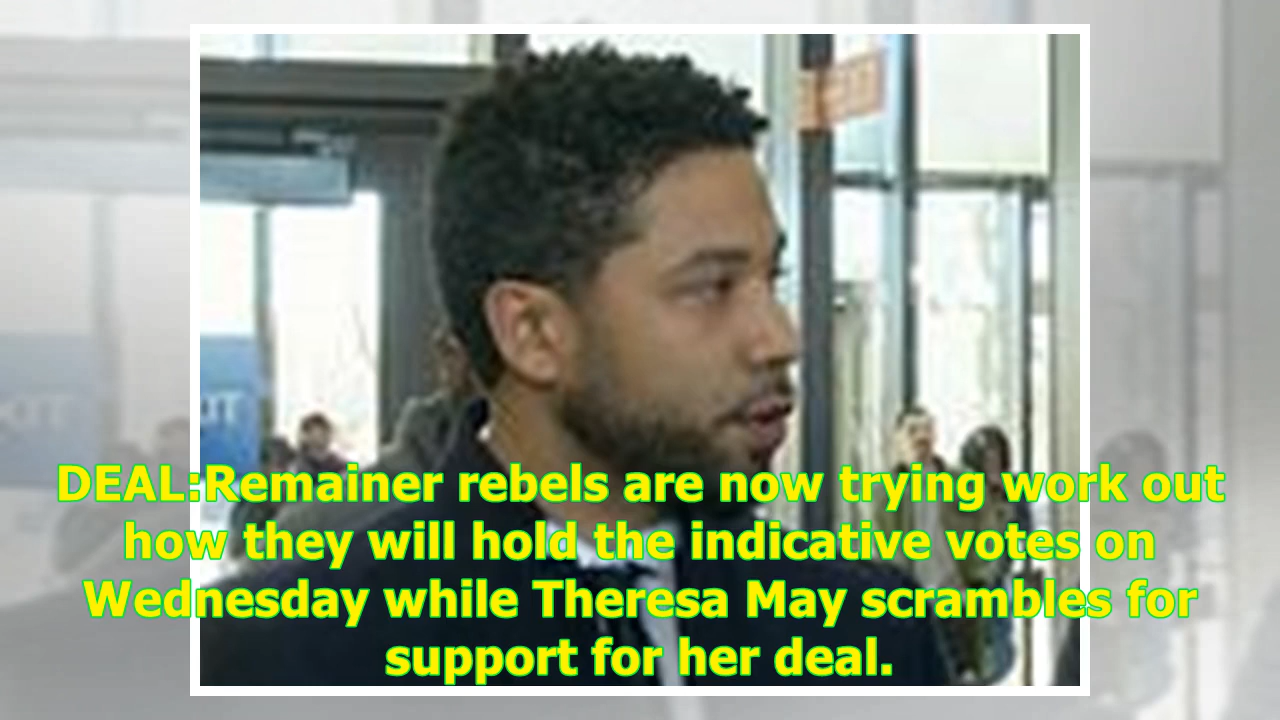 DEAL:Remainer rebels are now trying work out
how they will hold the indicative votes on
Wednesday while Theresa May scrambles for
support for her deal.